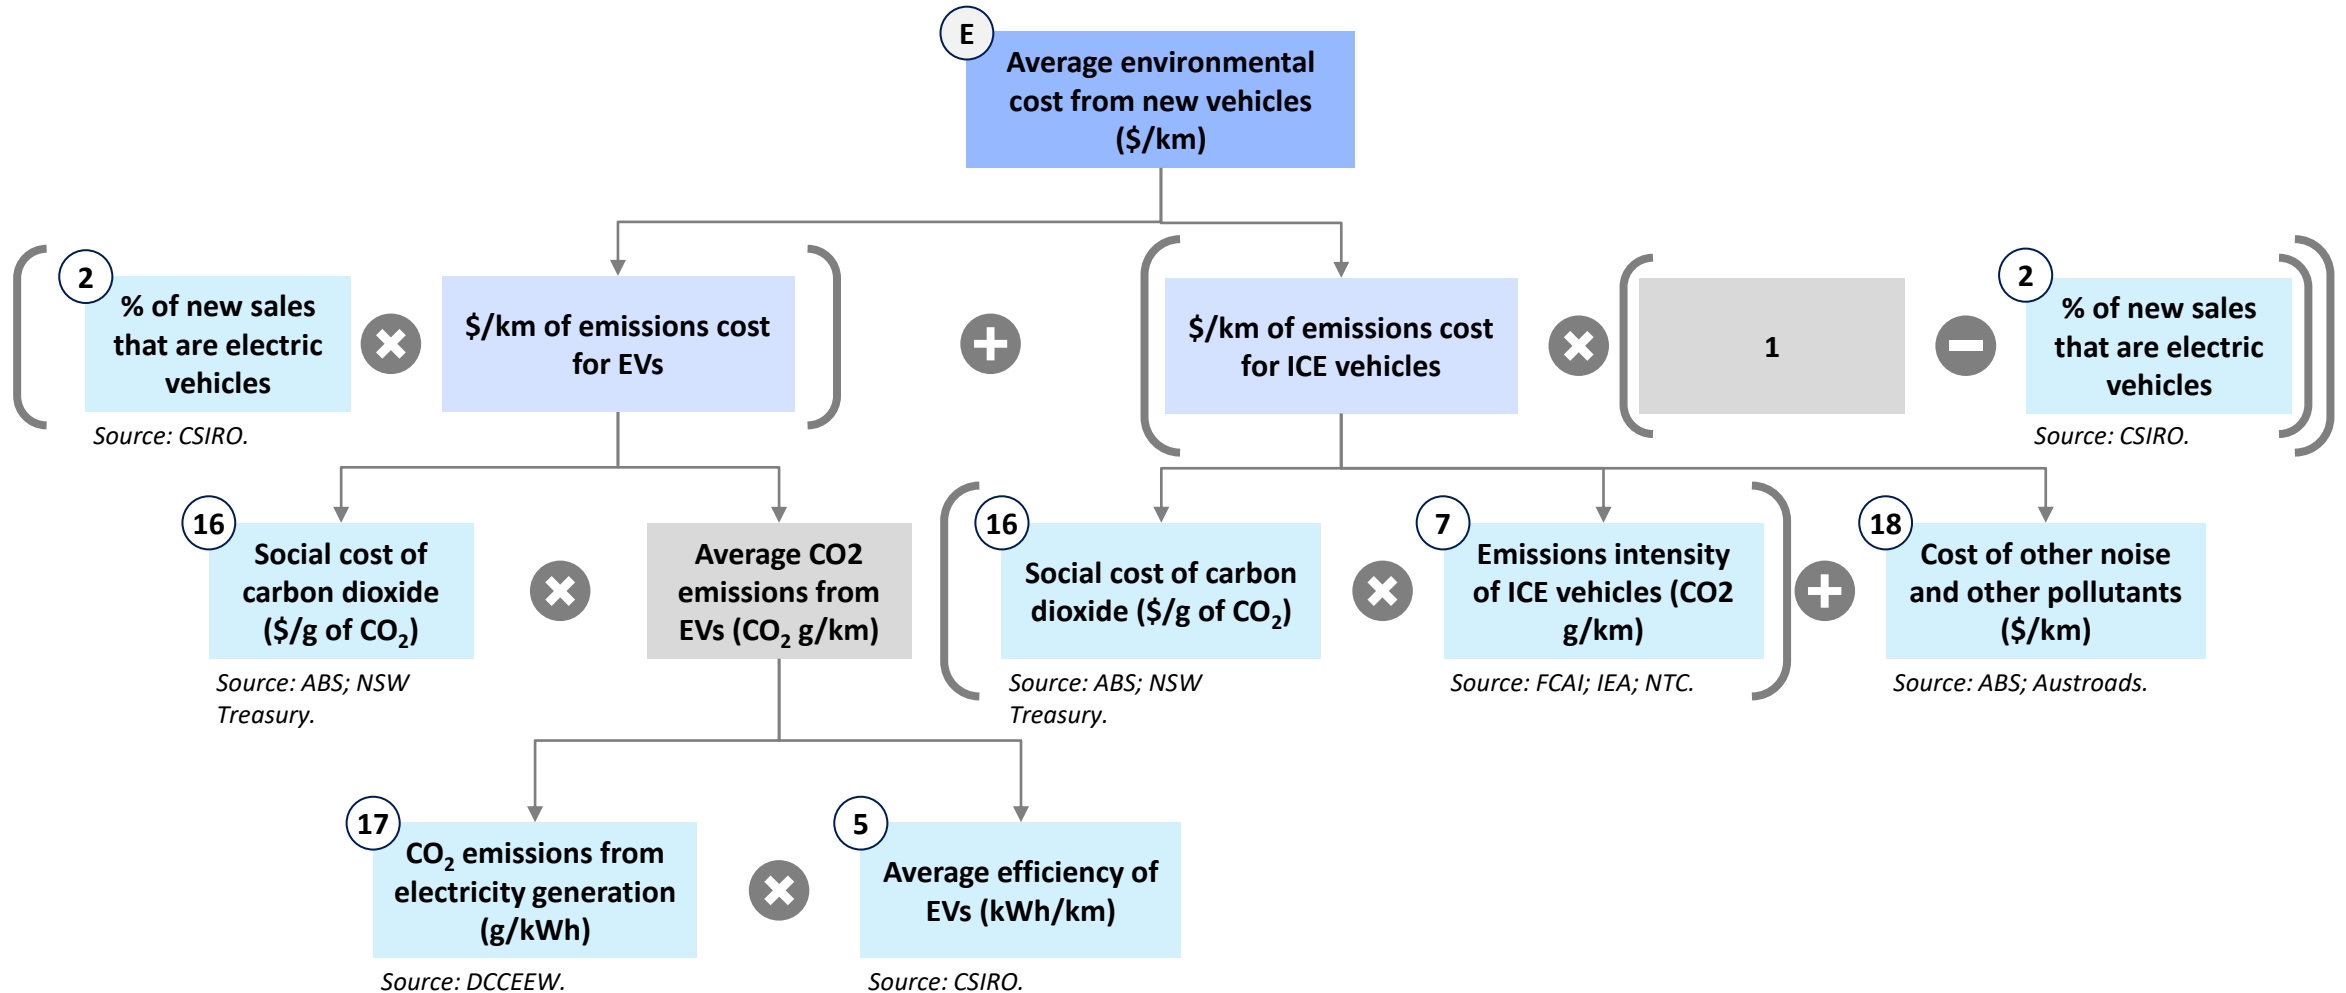 E
Average environmental
cost from new vehicles
($/km)
2
% of new sales
that are electric
vehicles
Source: CSIRO.
$/km of emissions cost
for EVs
$/km of emissions cost
for ICE vehicles
1
2
% of new sales
that are electric
vehicles
Source: CSIRO.
16
Social cost of
carbon dioxide
($/g of CO₂)
Source: ABS; NSW
Treasury.
Average CO2
emissions from
EVs (CO₂ g/km)
16
Social cost of carbon
dioxide ($/g of CO₂)
Source: ABS; NSW
Treasury.
7
Emissions intensity
of ICE vehicles (CO2
g/km)
Source: FCAI; IEA; NTC.
18
Cost of other noise
and other pollutants
($/km)
Source: ABS; Austroads.
17
CO₂ emissions from
electricity generation
(g/kWh)
Source: DCCEEW.
5
Average efficiency of
EVs (kWh/km)
Source: CSIRO.